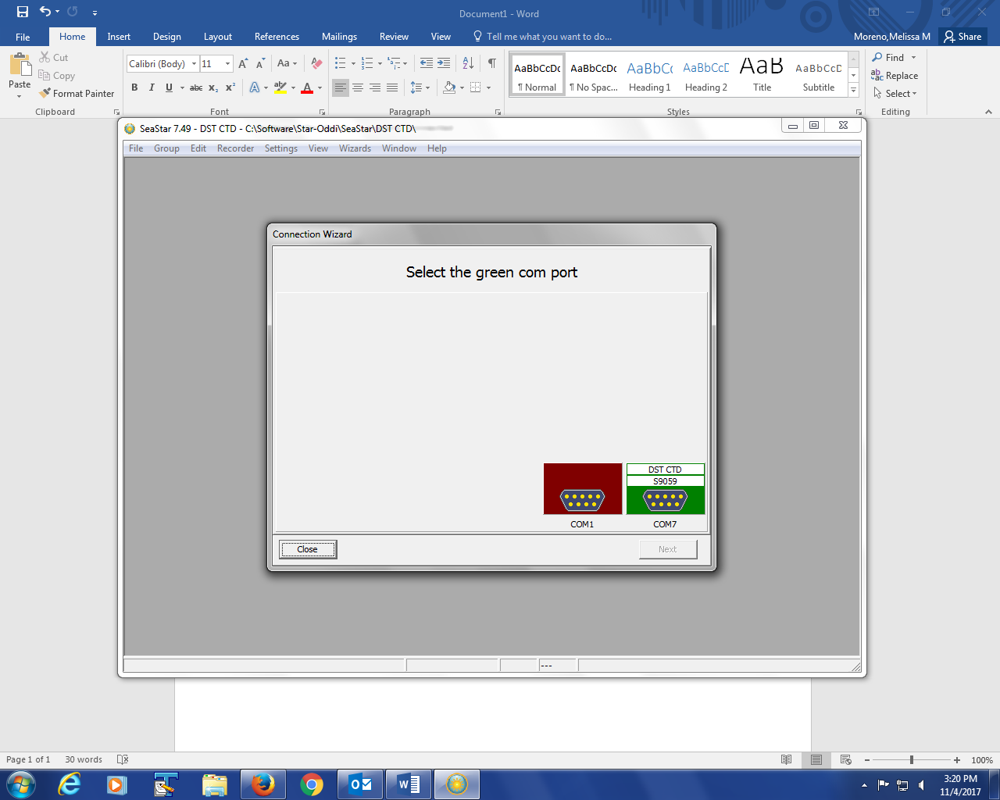 Document1 - Word
File Home Insert Design Layout References Mailings Review View Tell me what you want to do... Moreno,Melissa M Share
Paste
Cut
Copy
Format Painter
Clipboard
Calibri (Body) 11
Font
Paragraph
AaBbCcDc AaBbCcDc AaBbCc AaBbCcD AaB AaBbCcD
¶ Normal ¶ No Spac... Heading 1 Heading 2 Title Subtitle
Styles
Find
Replace
Select
Editing
SeaStar 7.49 - DST CTD - C:\Software\Star-Oddi\SeaStar\DST CTD\
File Group Edit Recorder Settings View Wizards Window Help
Connection Wizard
Select the green com port
DST CTD
S9059
COM1 COM7
Close Next
---
Page 1 of 1 30 words 100%
3:20 PM
11/4/2017